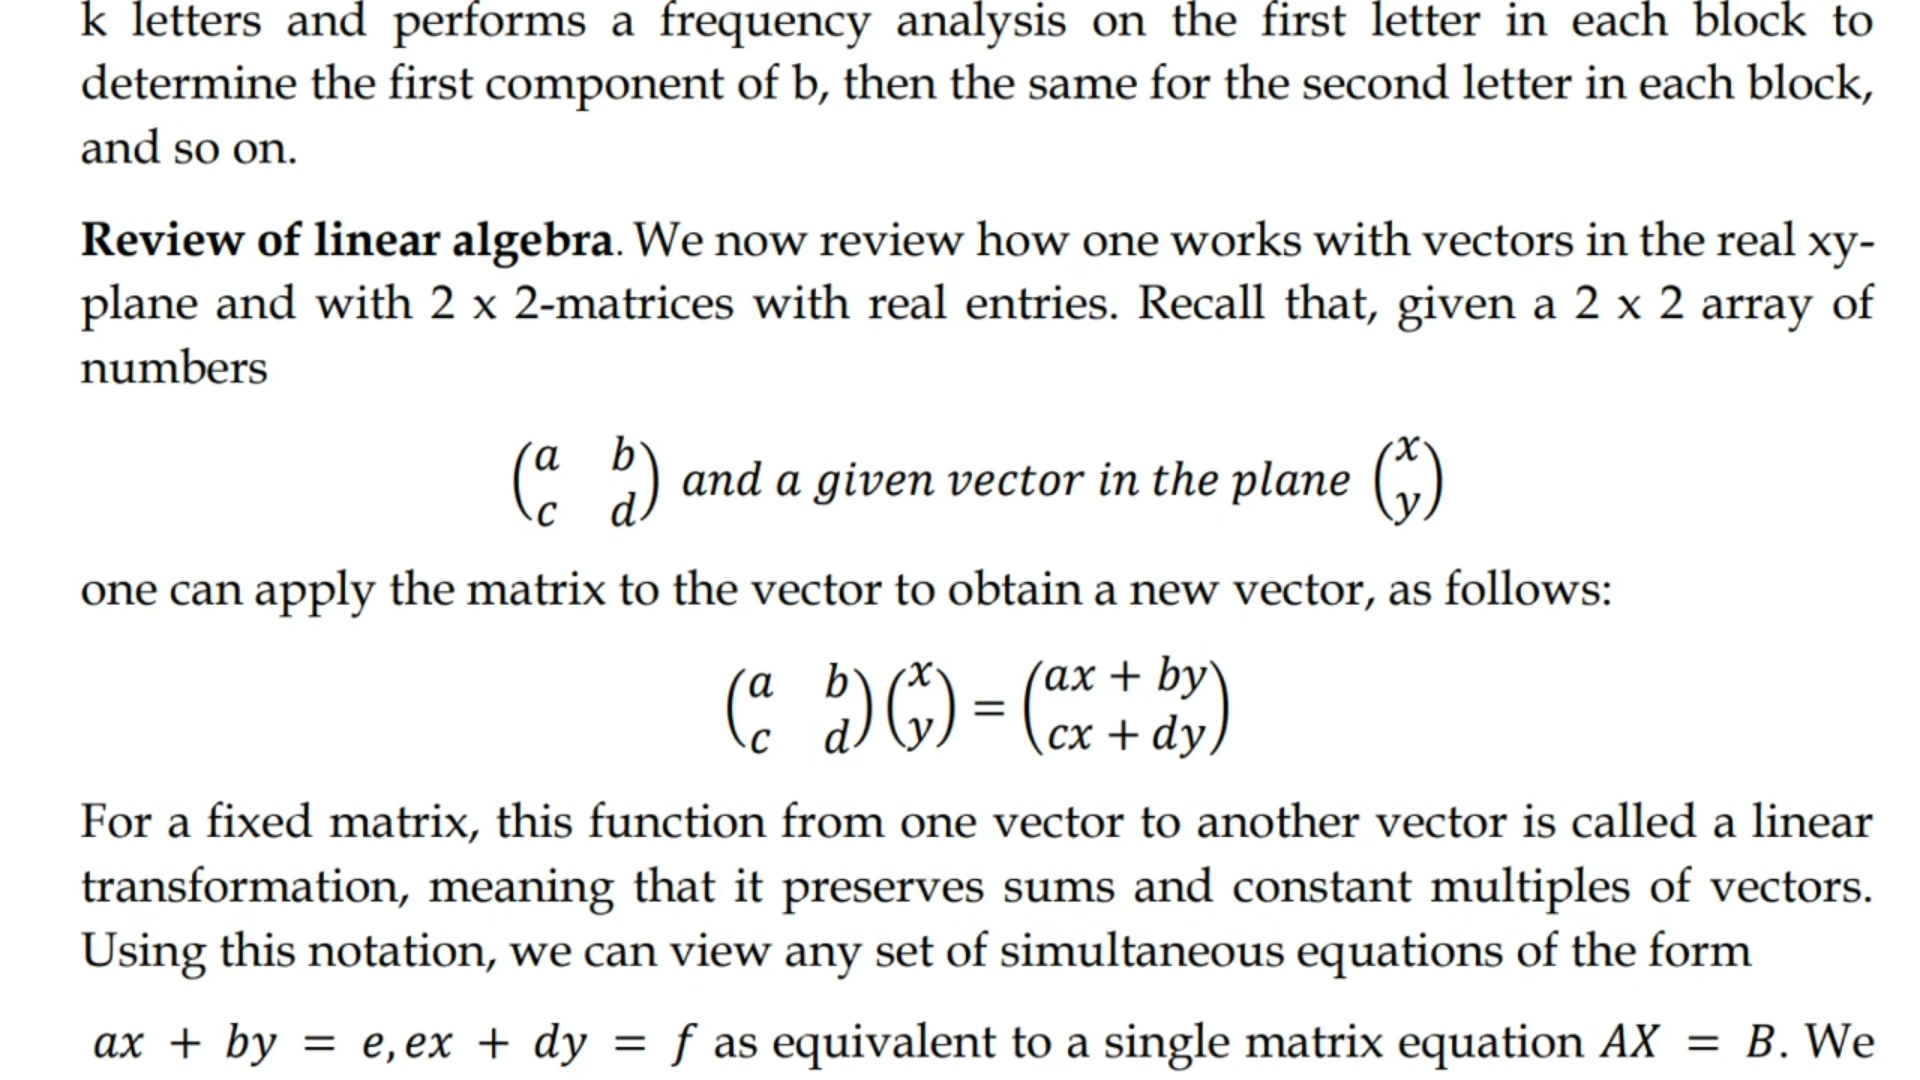 k letters and performs a frequency analysis on the first letter in each block to
determine the first component of b, then the same for the second letter in each block,
and so on.
Review of linear algebra. We now review how one works with vectors in the real xy-
plane and with 2 x 2-matrices with real entries. Recall that, given a 2 x 2 array of
numbers
(a b
c d) and a given vector in the plane (x
y)
one can apply the matrix to the vector to obtain a new vector, as follows:
(a b
c d)(x
y) = (ax + by
cx + dy)
For a fixed matrix, this function from one vector to another vector is called a linear
transformation, meaning that it preserves sums and constant multiples of vectors.
Using this notation, we can view any set of simultaneous equations of the form
ax + by = e, ex + dy = f as equivalent to a single matrix equation AX = B. We